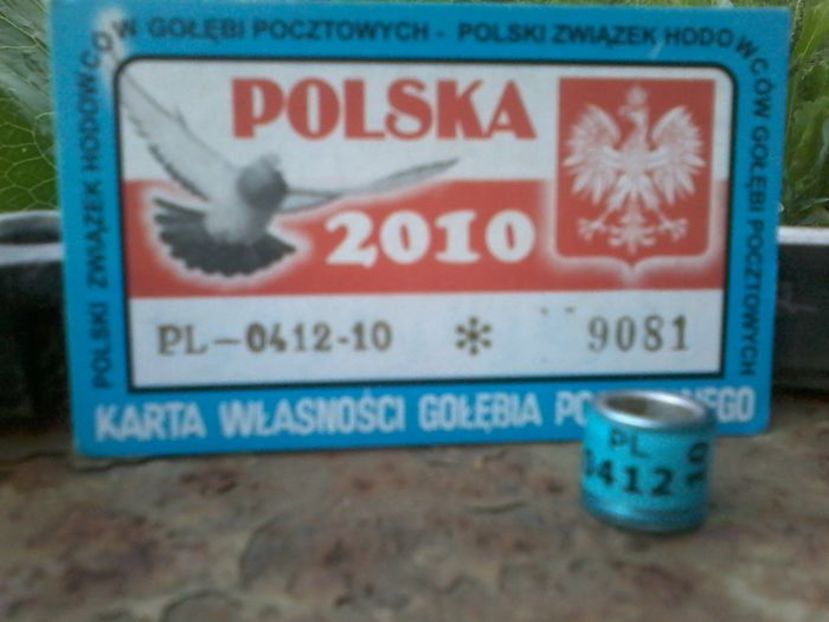 POLSKI ZWIĄZEK HODOWCÓW GOŁĘBI POCZTOWYCH - POLSKI ZWIĄZEK HODOWCÓW GOŁĘBI POCZTOWYCH
POLSKA
2010
PL-0412-10 * 9081
KARTA WŁASNOŚCI GOŁĘBIA
PL
0412 10